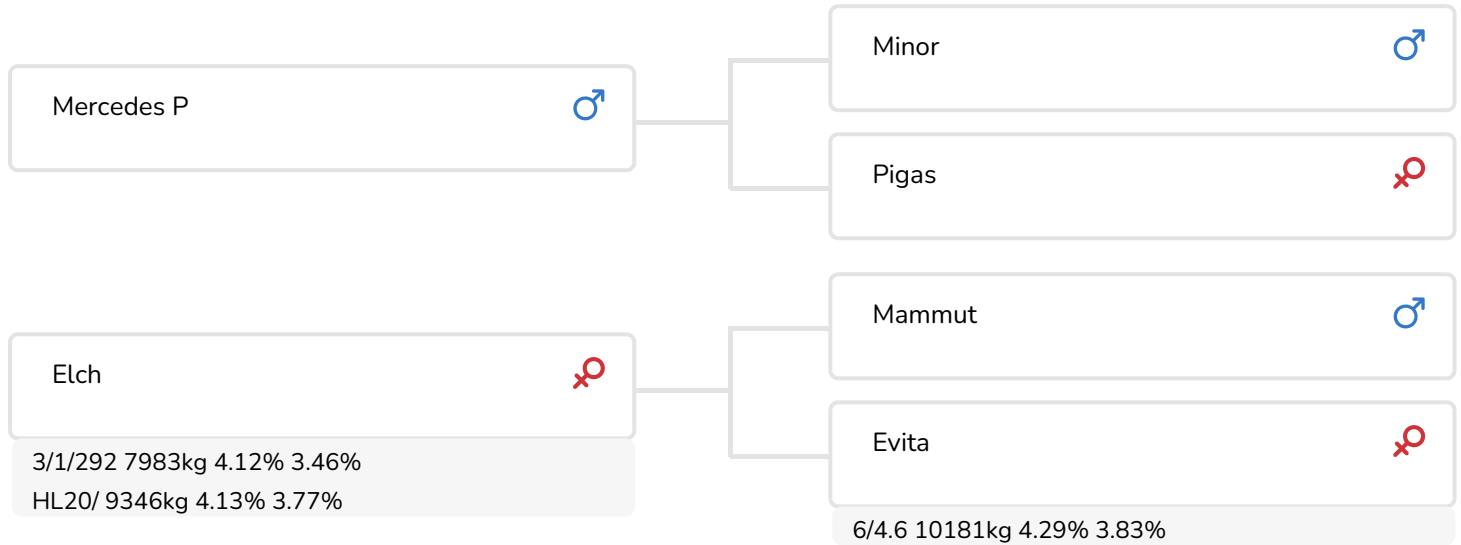 Minor
Mercedes P
Pigas
Mammut
Elch
3/1/292 7983kg 4.12% 3.46%
HL20/ 9346kg 4.13% 3.77%
Evita
6/4.6 10181kg 4.29% 3.83%